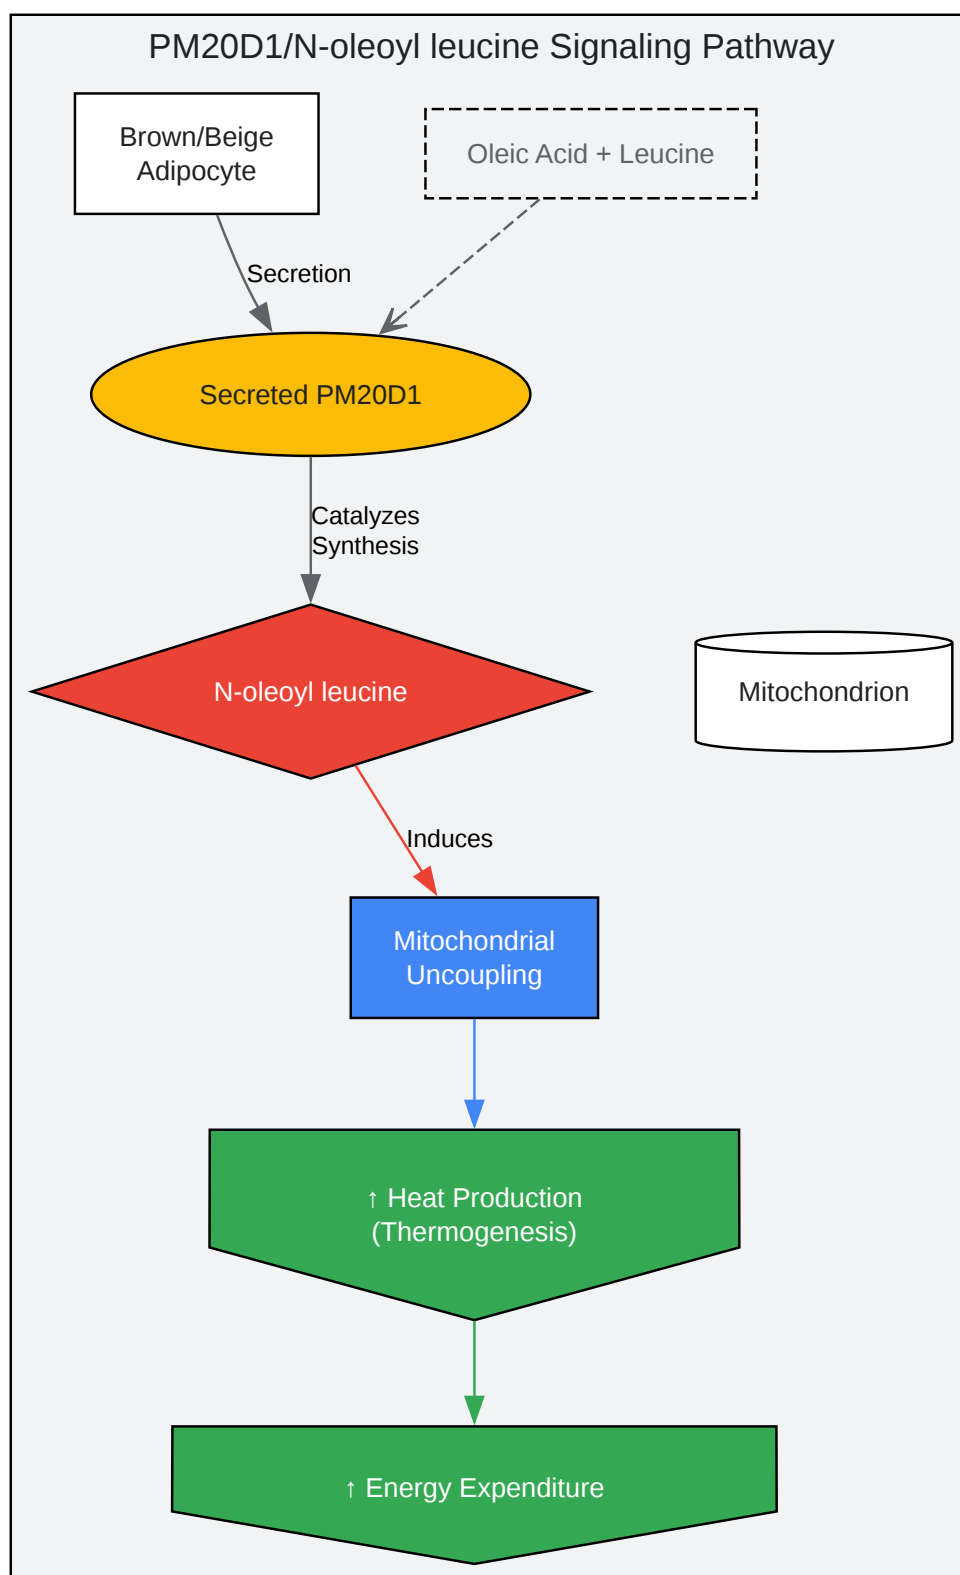 PM20D1/N-oleoyl leucine Signaling Pathway
Brown/Beige
Adipocyte
Oleic Acid + Leucine
Secretion
Secreted PM20D1
Catalyzes
Synthesis
N-oleoyl leucine
Mitochondrion
Induces
Mitochondrial
Uncoupling
↑ Heat Production
(Thermogenesis)
↑ Energy Expenditure